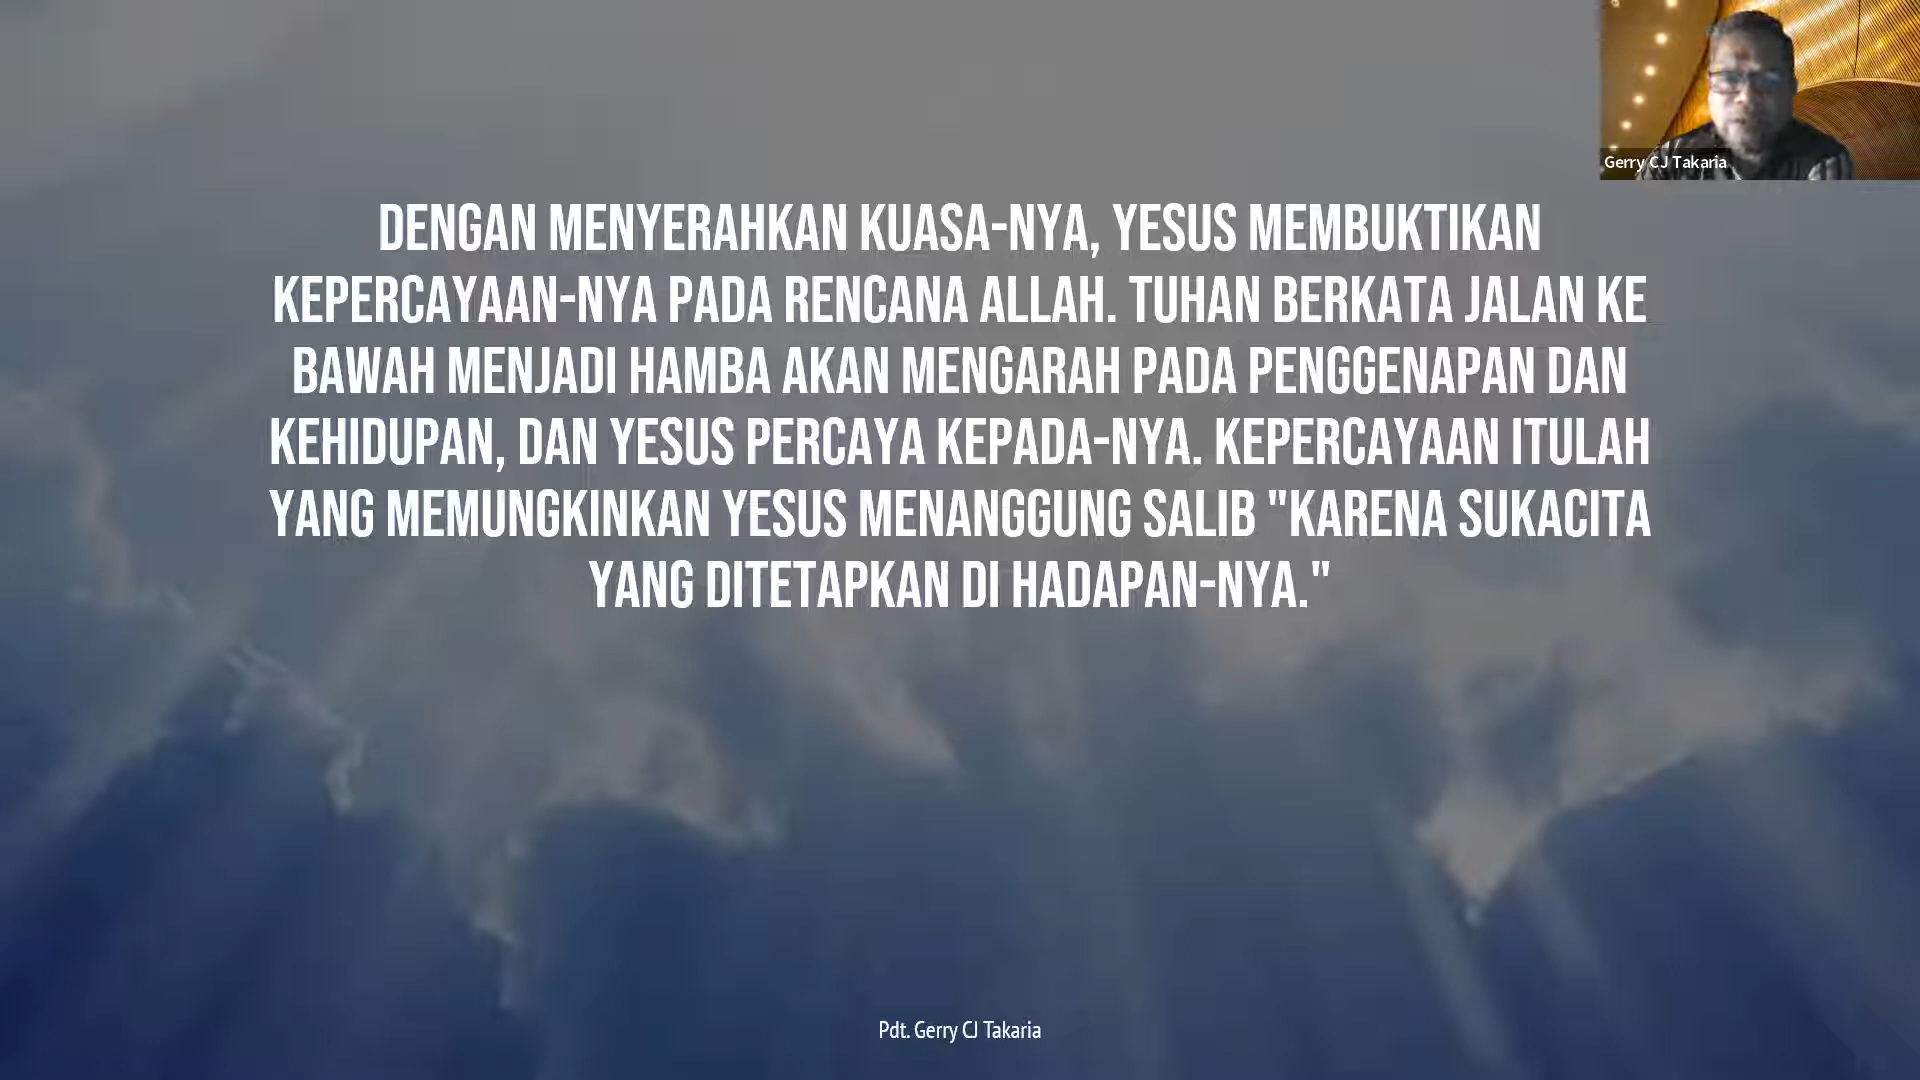 Gerry CJ Takaria
DENGAN MENYERAHKAN KUASA-NYA, YESUS MEMBUKTIKAN
KEPERCAYAAN-NYA PADA RENCANA ALLAH. TUHAN BERKATA JALAN KE
BAWAH MENJADI HAMBA AKAN MENGARAH PADA PENGGENAPAN DAN
KEHIDUPAN, DAN YESUS PERCAYA KEPADA-NYA. KEPERCAYAAN ITULAH
YANG MEMUNGKINKAN YESUS MENANGGUNG SALIB "KARENA SUKACITA
YANG DITETAPKAN DI HADAPAN-NYA."
Pdt. Gerry CJ Takaria